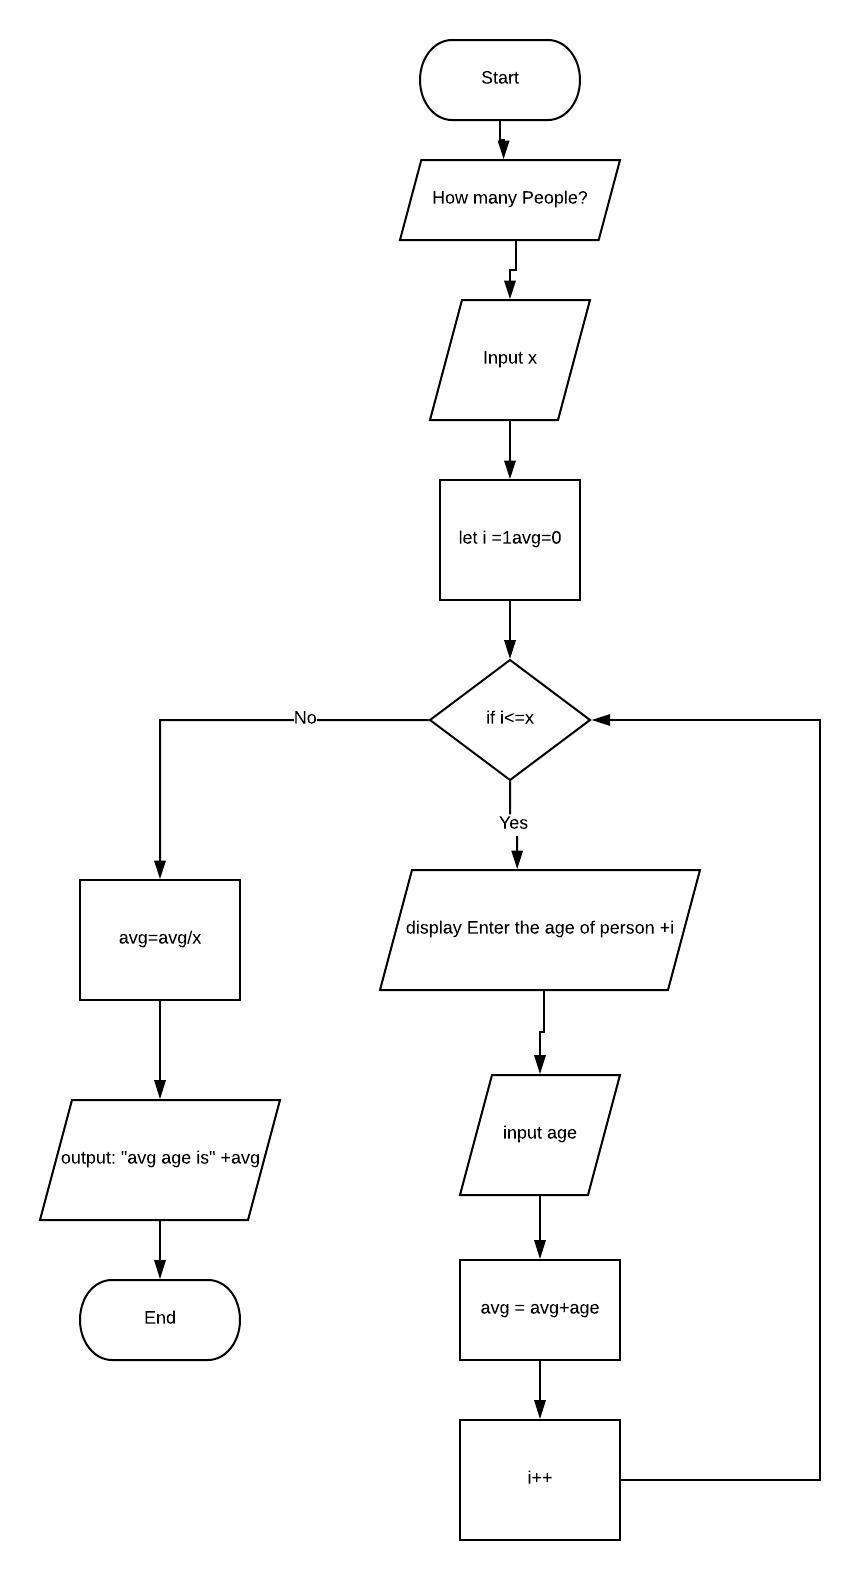 Start
How many People?
Input x
let i =1avg=0
if i<=x
No
Yes
avg=avg/x
display Enter the age of person +i
input age
output: "avg age is" +avg
avg = avg+age
End
i++